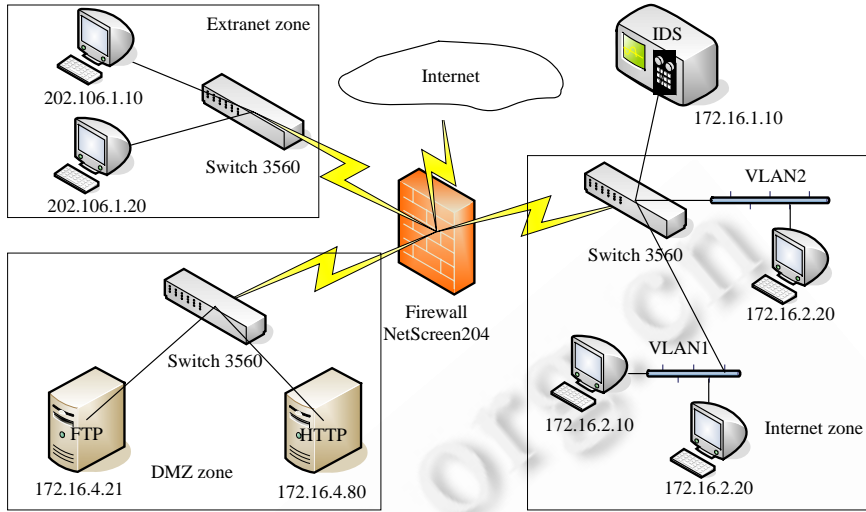 Extranet zone
202.106.1.10
Switch 3560
202.106.1.20
Internet
IDS
172.16.1.10
VLAN2
Switch 3560
172.16.2.20
VLAN1
172.16.2.10
172.16.2.20
Internet zone
Firewall
NetScreen204
Switch 3560
FTP
HTTP
DMZ zone
172.16.4.21
172.16.4.80
org.cn